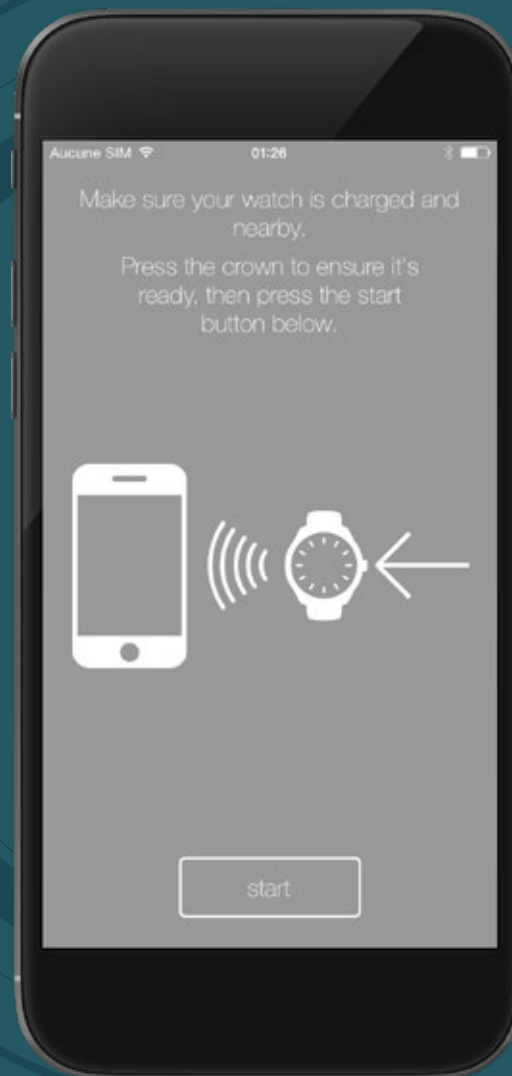 Aucune SIM 01:26
Make sure your watch is charged and
nearby.
Press the crown to ensure it's
ready, then press the start
button below.
start